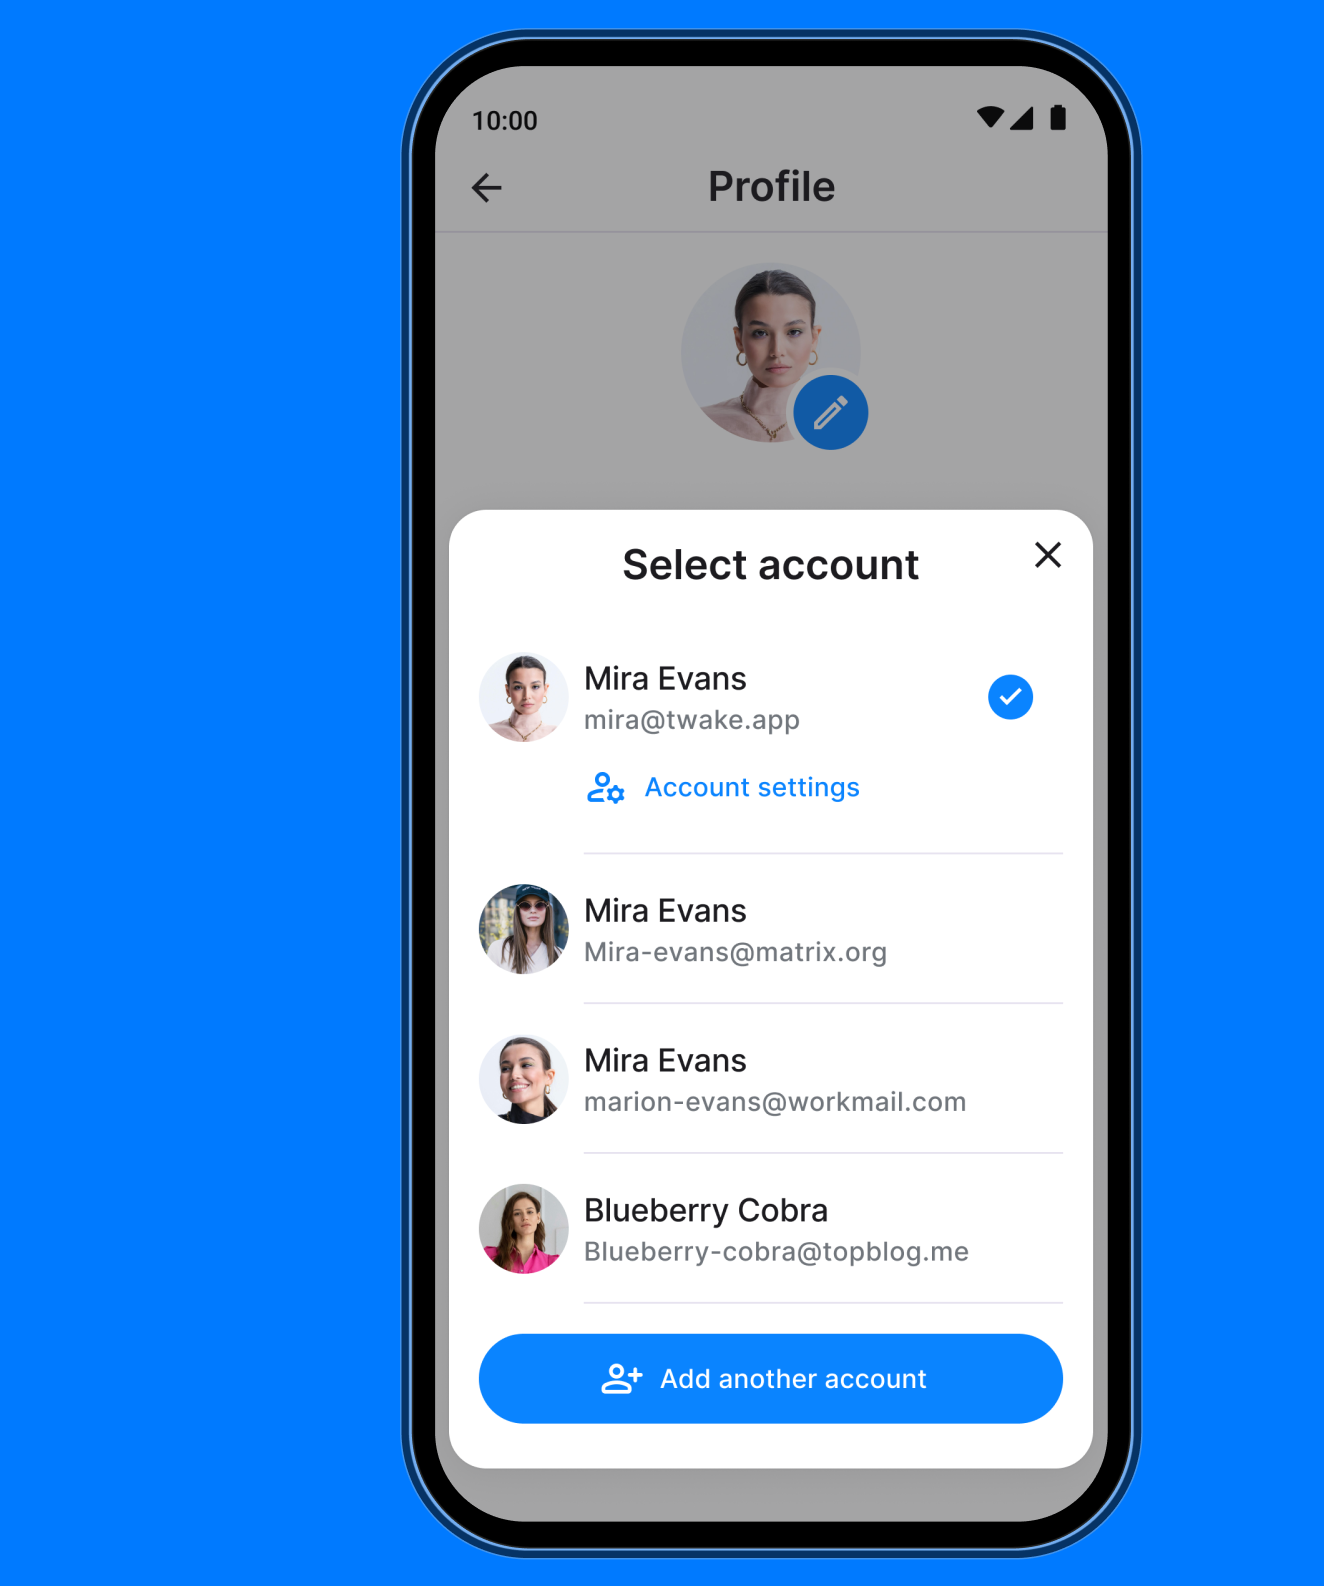 10:00
Profile
Select account
Mira Evans
mira@twake.app
Account settings
Mira Evans
Mira-evans@matrix.org
Mira Evans
marion-evans@workmail.com
Blueberry Cobra
Blueberry-cobra@topblog.me
Add another account